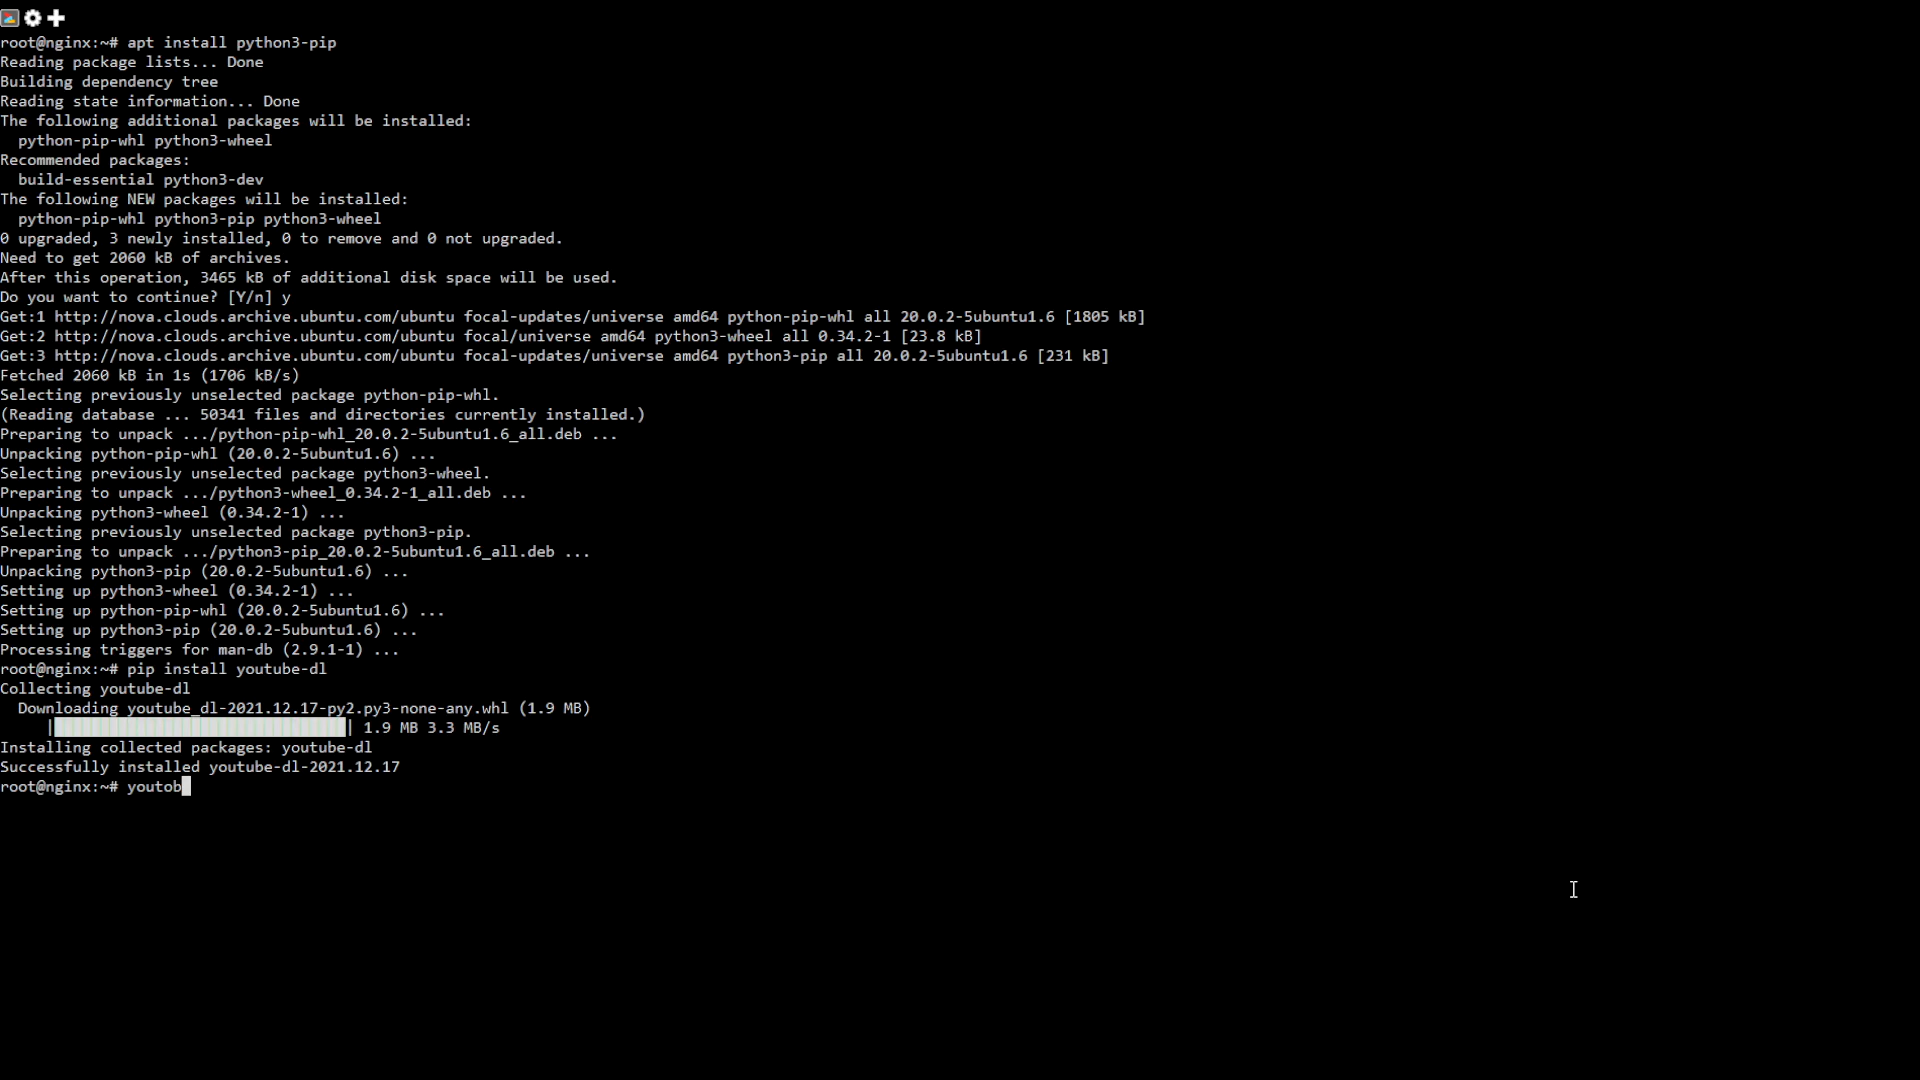 root@nginx:~# apt install python3-pip
Reading package lists... Done
Building dependency tree
Reading state information... Done
The following additional packages will be installed:
  python-pip-whl python3-wheel
Recommended packages:
  build-essential python3-dev
The following NEW packages will be installed:
  python-pip-whl python3-pip python3-wheel
0 upgraded, 3 newly installed, 0 to remove and 0 not upgraded.
Need to get 2060 kB of archives.
After this operation, 3465 kB of additional disk space will be used.
Do you want to continue? [Y/n] y
Get:1 http://nova.clouds.archive.ubuntu.com/ubuntu focal-updates/universe amd64 python-pip-whl all 20.0.2-5ubuntu1.6 [1805 kB]
Get:2 http://nova.clouds.archive.ubuntu.com/ubuntu focal/universe amd64 python3-wheel all 0.34.2-1 [23.8 kB]
Get:3 http://nova.clouds.archive.ubuntu.com/ubuntu focal-updates/universe amd64 python3-pip all 20.0.2-5ubuntu1.6 [231 kB]
Fetched 2060 kB in 1s (1706 kB/s)
Selecting previously unselected package python-pip-whl.
(Reading database ... 50341 files and directories currently installed.)
Preparing to unpack .../python-pip-whl_20.0.2-5ubuntu1.6_all.deb ...
Unpacking python-pip-whl (20.0.2-5ubuntu1.6) ...
Selecting previously unselected package python3-wheel.
Preparing to unpack .../python3-wheel_0.34.2-1_all.deb ...
Unpacking python3-wheel (0.34.2-1) ...
Selecting previously unselected package python3-pip.
Preparing to unpack .../python3-pip_20.0.2-5ubuntu1.6_all.deb ...
Unpacking python3-pip (20.0.2-5ubuntu1.6) ...
Setting up python3-wheel (0.34.2-1) ...
Setting up python-pip-whl (20.0.2-5ubuntu1.6) ...
Setting up python3-pip (20.0.2-5ubuntu1.6) ...
Processing triggers for man-db (2.9.1-1) ...
root@nginx:~# pip install youtube-dl
Collecting youtube-dl
  Downloading youtube_dl-2021.12.17-py2.py3-none-any.whl (1.9 MB)
     |████████████████████████████████| 1.9 MB 3.3 MB/s
Installing collected packages: youtube-dl
Successfully installed youtube-dl-2021.12.17
root@nginx:~# youtob